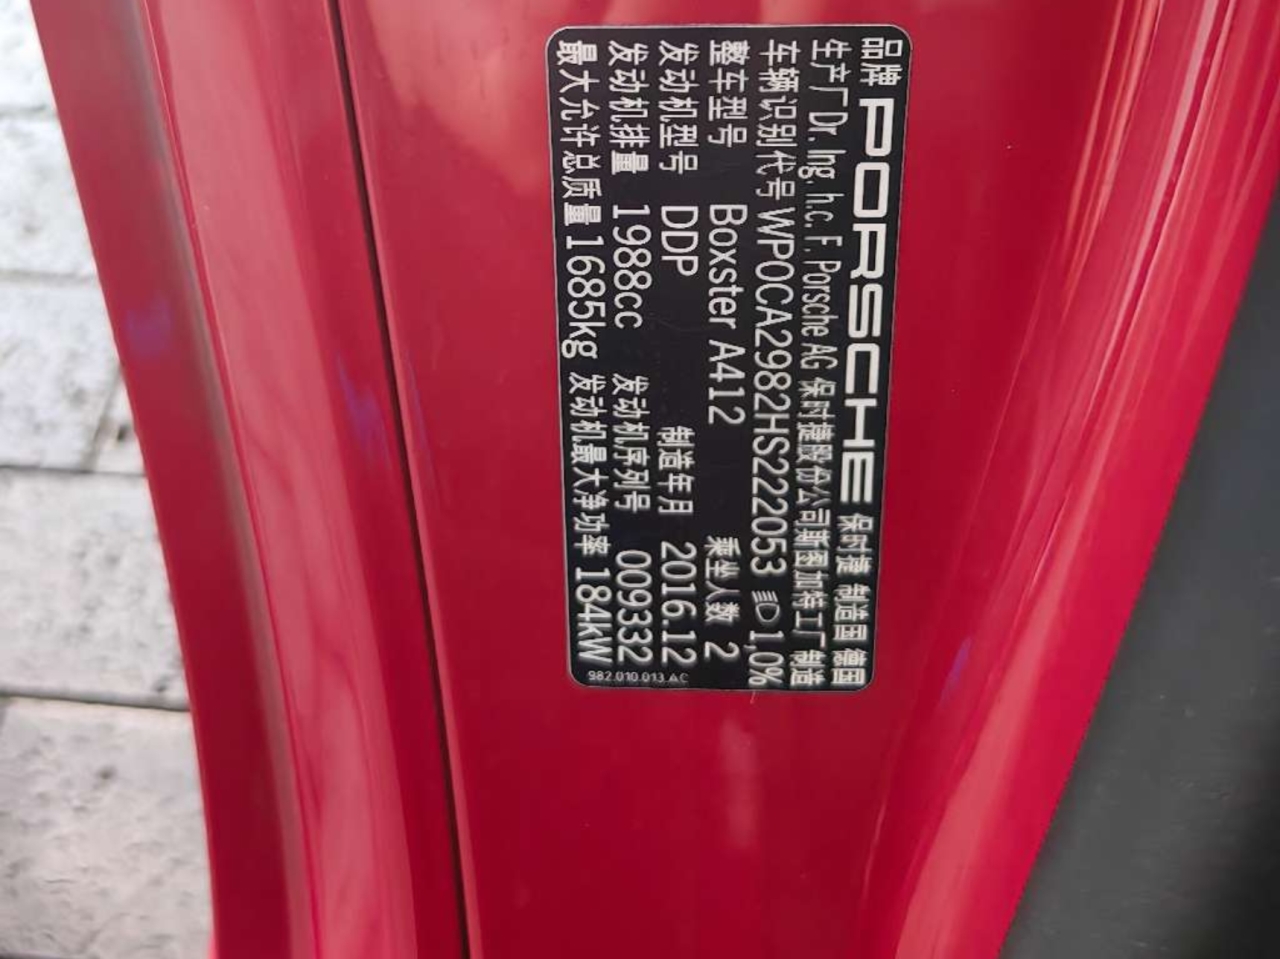 品牌 PORSCHE 保时捷 制造国 德国
生产厂Dr. Ing. h.c. F. Porsche AG 保时捷股份公司斯图加特工厂 制造
车辆识别代号 WP0CA2982HS222053 1,0%
整车型号 Boxster A412 乘坐人数 2
发动机型号 DDP 制造年月 2016.12
发动机排量 1988cc 发动机序列号 009332
最大允许总质量 1685kg 发动机最大净功率 184kW
982.010.013.AC